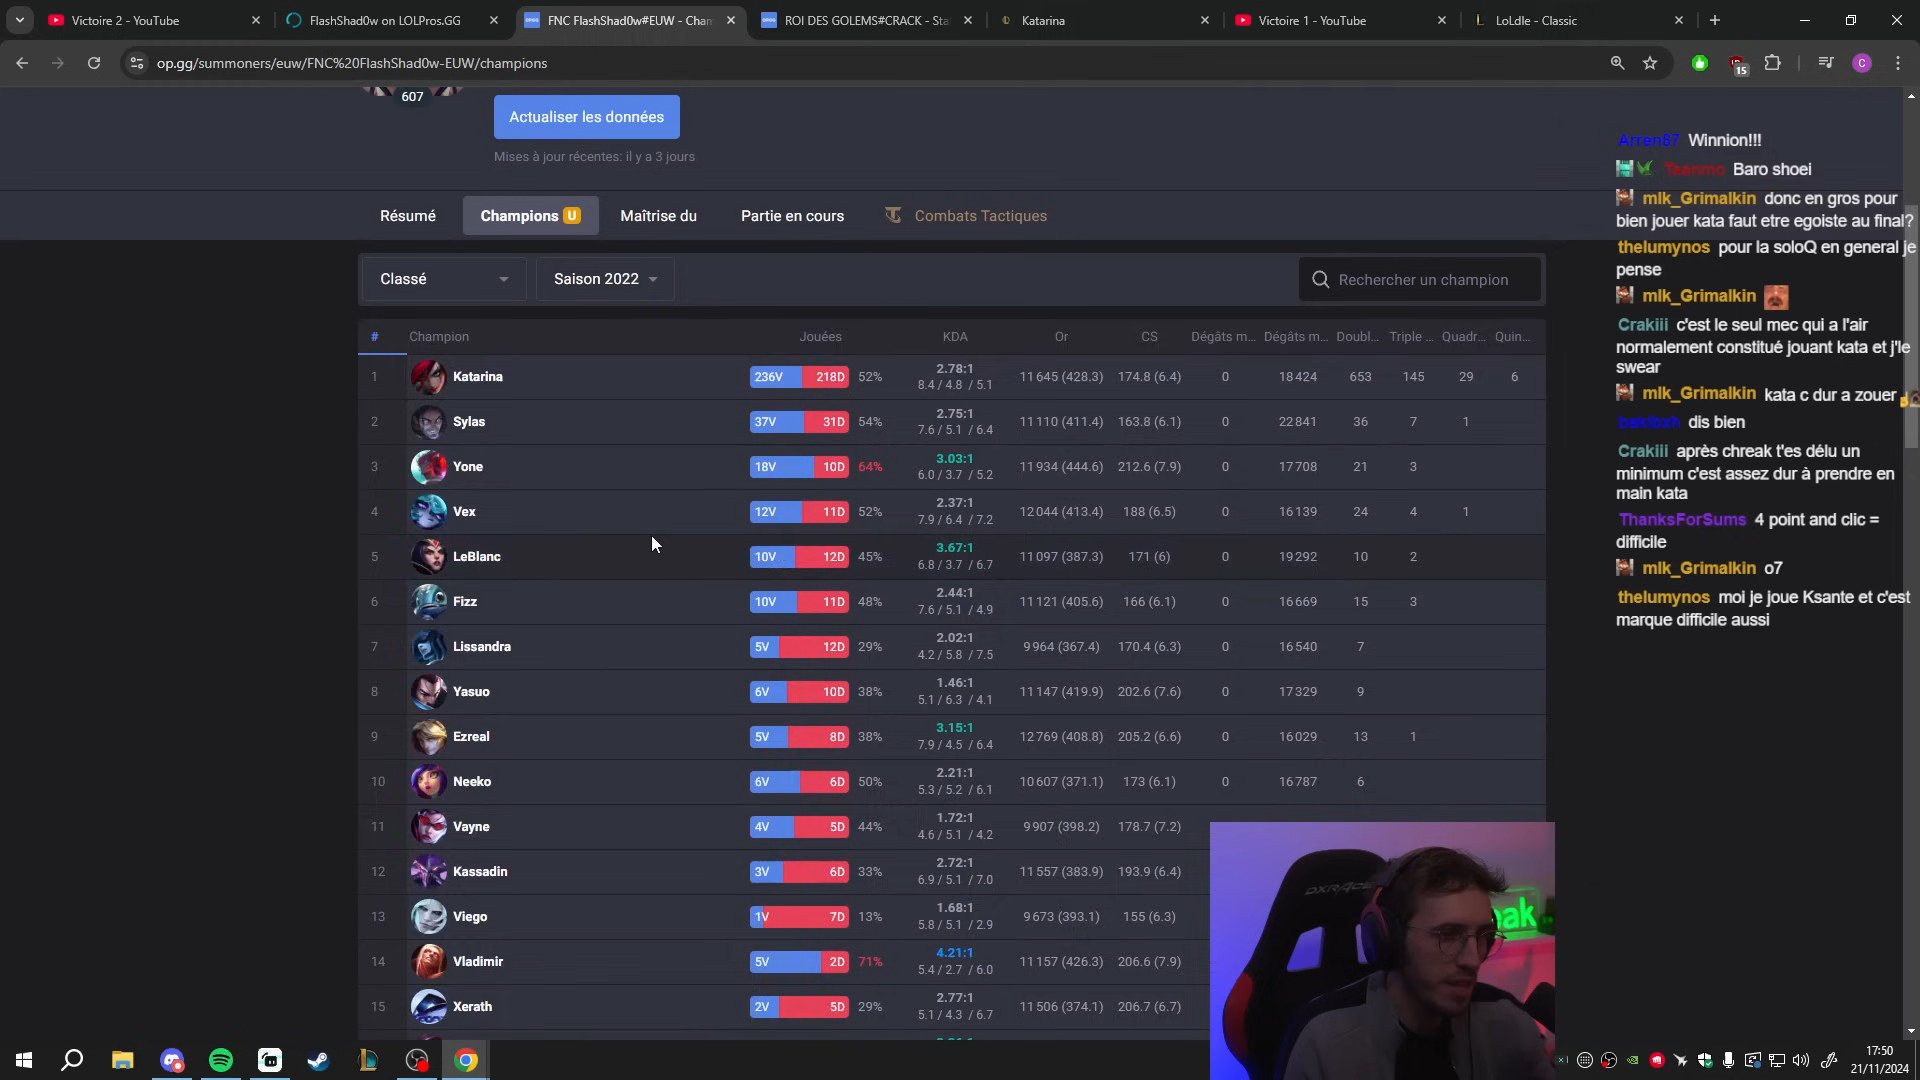 Victoire 2 - YouTube
FlashShad0w on LOLPros.GG
FNC FlashShad0w#EUW - Cham
ROI DES GOLEMS#CRACK - Sta
Katarina
Victoire 1 - YouTube
LoLdle - Classic
op.gg/summoners/euw/FNC%20FlashShad0w-EUW/champions
15
C
607
Actualiser les données
Mises à jour récentes: il y a 3 jours
Résumé
Champions U
Maîtrise du
Partie en cours
Combats Tactiques
Classé
Saison 2022
Rechercher un champion
# Champion Jouées KDA Or CS Dégâts m... Dégâts m... Doubl... Triple ... Quadr... Quin...
1 Katarina 236V 218D 52% 2.78:1 11 645 (428.3) 174.8 (6.4) 0 18 424 653 145 29 6
8.4 / 4.8 / 5.1
2 Sylas 37V 31D 54% 2.75:1 11 110 (411.4) 163.8 (6.1) 0 22 841 36 7 1
7.6 / 5.1 / 6.4
3 Yone 18V 10D 64% 3.03:1 11 934 (444.6) 212.6 (7.9) 0 17 708 21 3
6.0 / 3.7 / 5.2
4 Vex 12V 11D 52% 2.37:1 12 044 (413.4) 188 (6.5) 0 16 139 24 4 1
7.9 / 6.4 / 7.2
5 LeBlanc 10V 12D 45% 3.67:1 11 097 (387.3) 171 (6) 0 19 292 10 2
6.8 / 3.7 / 6.7
6 Fizz 10V 11D 48% 2.44:1 11 121 (405.6) 166 (6.1) 0 16 669 15 3
7.6 / 5.1 / 4.9
7 Lissandra 5V 12D 29% 2.02:1 9 964 (367.4) 170.4 (6.3) 0 16 540 7
4.2 / 5.8 / 7.5
8 Yasuo 6V 10D 38% 1.46:1 11 147 (419.9) 202.6 (7.6) 0 17 329 9
5.1 / 6.3 / 4.1
9 Ezreal 5V 8D 38% 3.15:1 12 769 (408.8) 205.2 (6.6) 0 16 029 13 1
7.9 / 4.5 / 6.4
10 Neeko 6V 6D 50% 2.21:1 10 607 (371.1) 173 (6.1) 0 16 787 6
5.3 / 5.2 / 6.1
11 Vayne 4V 5D 44% 1.72:1 9 907 (398.2) 178.7 (7.2)
4.6 / 5.1 / 4.2
12 Kassadin 3V 6D 33% 2.72:1 11 557 (383.9) 193.9 (6.4)
6.9 / 5.1 / 7.0
13 Viego 1V 7D 13% 1.68:1 9 673 (393.1) 155 (6.3)
5.8 / 5.1 / 2.9
14 Vladimir 5V 2D 71% 4.21:1 11 157 (426.3) 206.6 (7.9)
5.4 / 2.7 / 6.0
15 Xerath 2V 5D 29% 2.77:1 11 506 (374.1) 206.7 (6.7)
5.1 / 4.3 / 6.7
Arren67 Winnion!!!
Taanmo Baro shoei
mlk_Grimalkin donc en gros pour
bien jouer kata faut etre egoiste au final?
thelumynos pour la soloQ en general je
pense
mlk_Grimalkin
Crakiii c'est le seul mec qui a l'air
normalement constitué jouant kata et j'le
swear
mlk_Grimalkin kata c dur a zouer
dis bien
Crakiii après chreak t'es délu un
minimum c'est assez dur à prendre en
main kata
ThanksForSums 4 point and clic =
difficile
mlk_Grimalkin o7
thelumynos moi je joue Ksante et c'est
marque difficile aussi
DXRACER
eak
17:50
21/11/2024